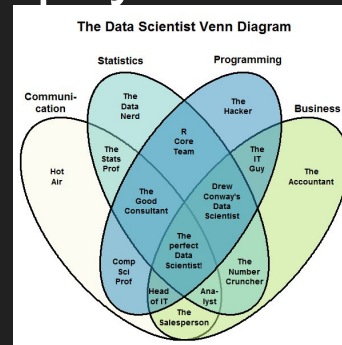 The Data Scientist Venn Diagram
Statistics
Programming
Communi-
cation
Business
The
Data
Nerd
The
Hacker
R
Core
Team
The
Stats
Prof
The
IT
Guy
Hot
Air
The
Accountant
The
Good
Consultant
Drew
Conway's
Data
Scientist
The
perfect
Data
Scientist!
Comp
Sci
Prof
The
Number
Cruncher
Head
of IT
Ana-
lyst
The
Salesperson